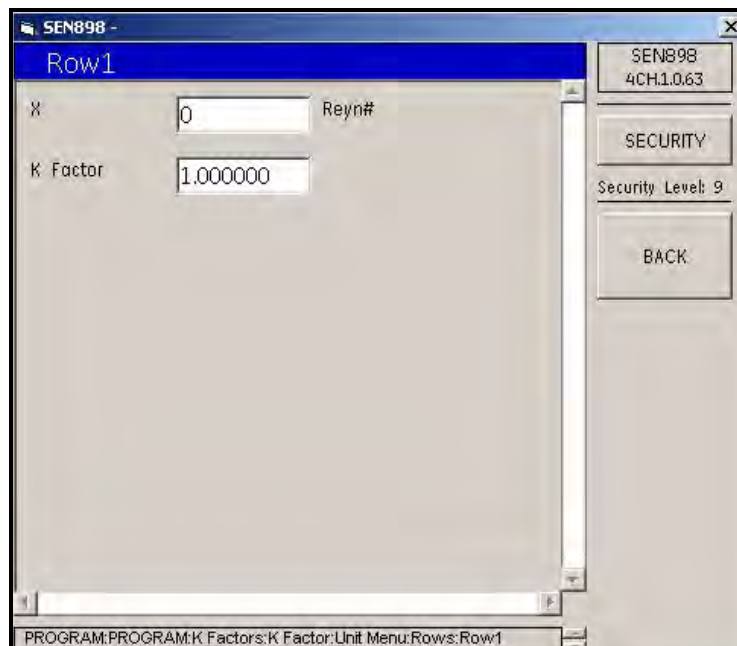 SEN898 -
Row1
X 0 Reyn#
K Factor 1.000000
SEN898
4CH.1.0.63
SECURITY
Security Level: 9
BACK
PROGRAM:PROGRAM:K Factors:K Factor:Unit Menu:Rows:Row1